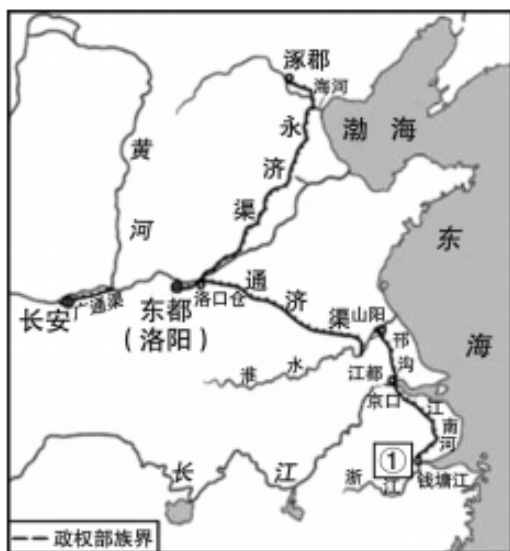 涿郡
海河
永济渠
渤海
黄河
东海
长安
广通渠
东都
（洛阳）
洛口仓
通济渠
山阳
邗沟
淮水
江都
京口
江南河
①
长江
浙江
钱塘江
政权部族界